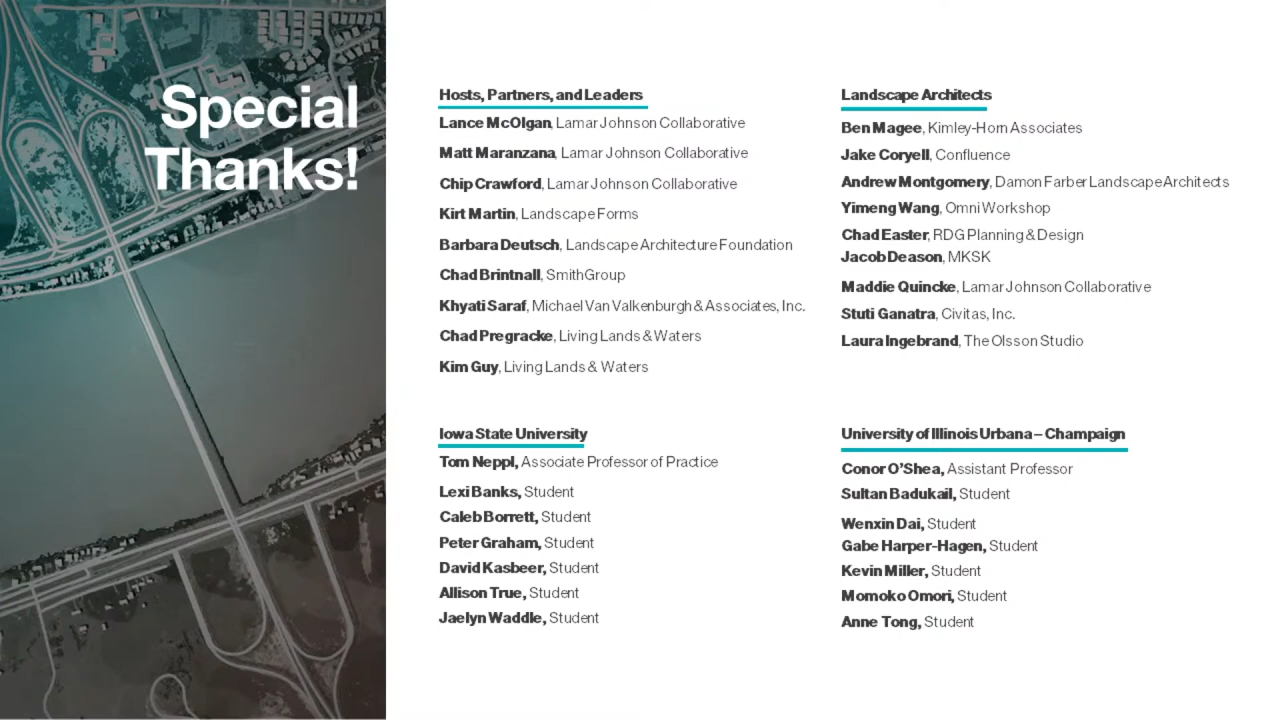 Special
Thanks!
Hosts, Partners, and Leaders
Lance McOlgan, Lamar Johnson Collaborative
Matt Maranzana, Lamar Johnson Collaborative
Chip Crawford, Lamar Johnson Collaborative
Kirt Martin, Landscape Forms
Barbara Deutsch, Landscape Architecture Foundation
Chad Brintnall, SmithGroup
Khyati Saraf, Michael Van Valkenburgh & Associates, Inc.
Chad Pregracke, Living Lands & Waters
Kim Guy, Living Lands & Waters
Landscape Architects
Ben Magee, Kimley-Horn Associates
Jake Coryell, Confluence
Andrew Montgomery, Damon Farber Landscape Architects
Yimeng Wang, Omni Workshop
Chad Easter, RDG Planning & Design
Jacob Deason, MKSK
Maddie Quincke, Lamar Johnson Collaborative
Stuti Ganatra, Civitas, Inc.
Laura Ingebrand, The Olsson Studio
Iowa State University
Tom Neppl, Associate Professor of Practice
Lexi Banks, Student
Caleb Borrett, Student
Peter Graham, Student
David Kasbeer, Student
Allison True, Student
Jaelyn Waddle, Student
University of Illinois Urbana – Champaign
Conor O'Shea, Assistant Professor
Sultan Badukail, Student
Wenxin Dai, Student
Gabe Harper-Hagen, Student
Kevin Miller, Student
Momoko Omori, Student
Anne Tong, Student